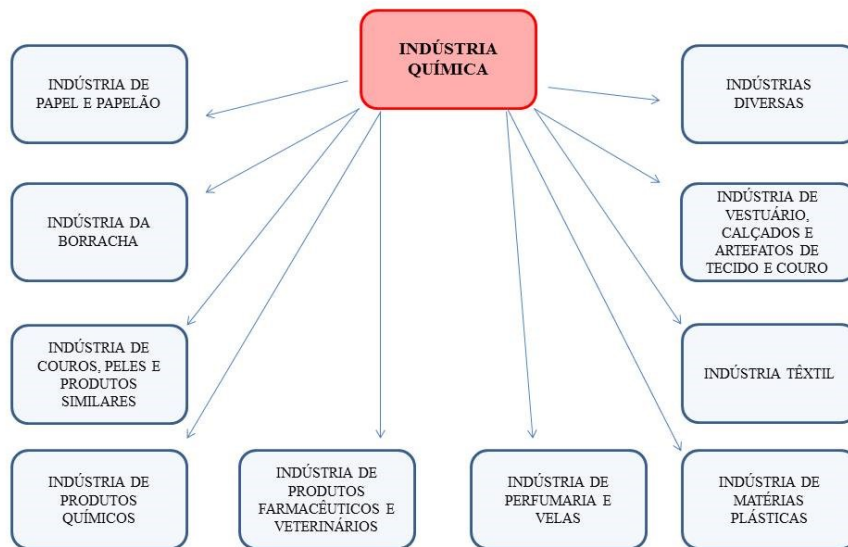 INDÚSTRIA
QUÍMICA
INDÚSTRIA DE
PAPEL E PAPELÃO
INDÚSTRIAS
DIVERSAS
INDÚSTRIA DA
BORRACHA
INDÚSTRIA DE
VESTUÁRIO,
CALÇADOS E
ARTEFATOS DE
TECIDO E COURO
INDÚSTRIA DE
COUROS, PELES E
PRODUTOS
SIMILARES
INDÚSTRIA TÊXTIL
INDÚSTRIA DE
PRODUTOS
QUÍMICOS
INDÚSTRIA DE
PRODUTOS
FARMACÊUTICOS E
VETERINÁRIOS
INDÚSTRIA DE
PERFUMARIA E
VELAS
INDÚSTRIA DE
MATÉRIAS
PLÁSTICAS